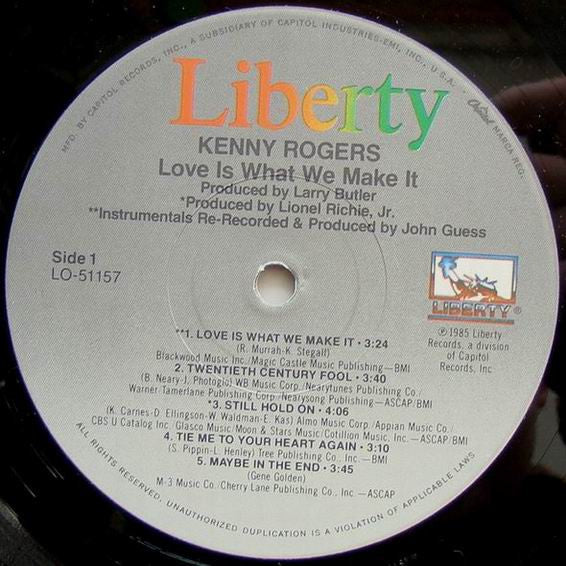 MFD. BY CAPITOL RECORDS, INC., A SUBSIDIARY OF CAPITOL INDUSTRIES-EMI, INC., U.S.A. • Capitol MARCA REG.
Liberty
KENNY ROGERS
Love Is What We Make It
Produced by Larry Butler
*Produced by Lionel Richie, Jr.
**Instrumentals Re-Recorded & Produced by John Guess
Side 1
LO-51157
LIBERTY®
℗1985 Liberty
Records, a division
of Capitol
Records, Inc
**1. LOVE IS WHAT WE MAKE IT • 3:24
(R. Murrah-K. Stegall)
Blackwood Music Inc./Magic Castle Music Publishing—BMI
2. TWENTIETH CENTURY FOOL • 3:40
(B. Neary-J. Photoglo) WB Music Corp./Nearytunes Publishing Co./
Warner-Tamerlane Publishing Corp./Nearysong Publishing—ASCAP/BMI
*3. STILL HOLD ON • 4:06
(K. Carnes-D. Ellingson-W. Waldman-E. Kas) Almo Music Corp./Appian Music Co./
CBS U Catalog Inc./Glasco Music/Moon & Stars Music/Cotillion Music. Inc.—ASCAP/BMI
4. TIE ME TO YOUR HEART AGAIN • 3:10
(S. Pippin-L. Henley) Tree Publishing Co., Inc.—BMI
5. MAYBE IN THE END • 3:45
(Gene Golden)
M-3 Music Co./Cherry Lane Publishing Co., Inc.—ASCAP
ALL RIGHTS RESERVED. UNAUTHORIZED DUPLICATION IS A VIOLATION OF APPLICABLE LAWS